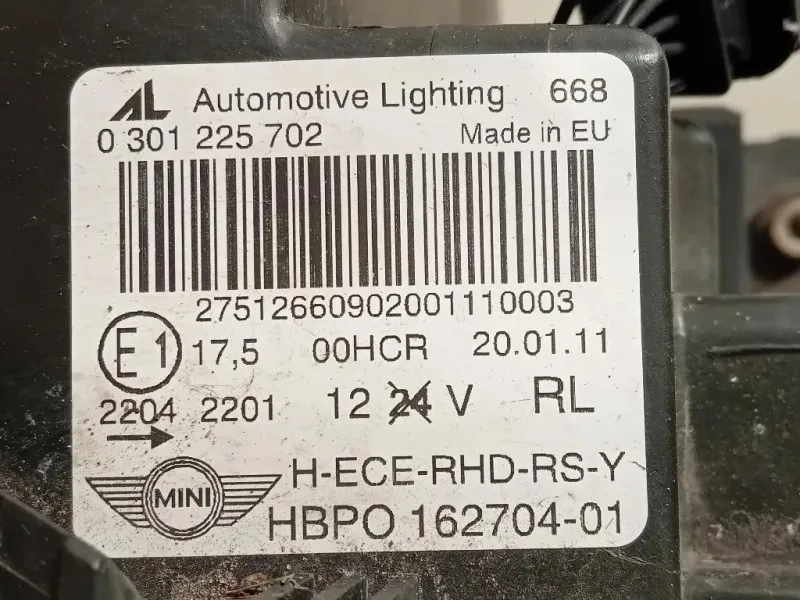 AL Automotive Lighting 668
0 301 225 702 Made in EU
27512660902001110003
E1 17,5 00HCR 20.01.11
2204 2201 12 24 V RL
MINI H-ECE-RHD-RS-Y
HBPO 162704-01